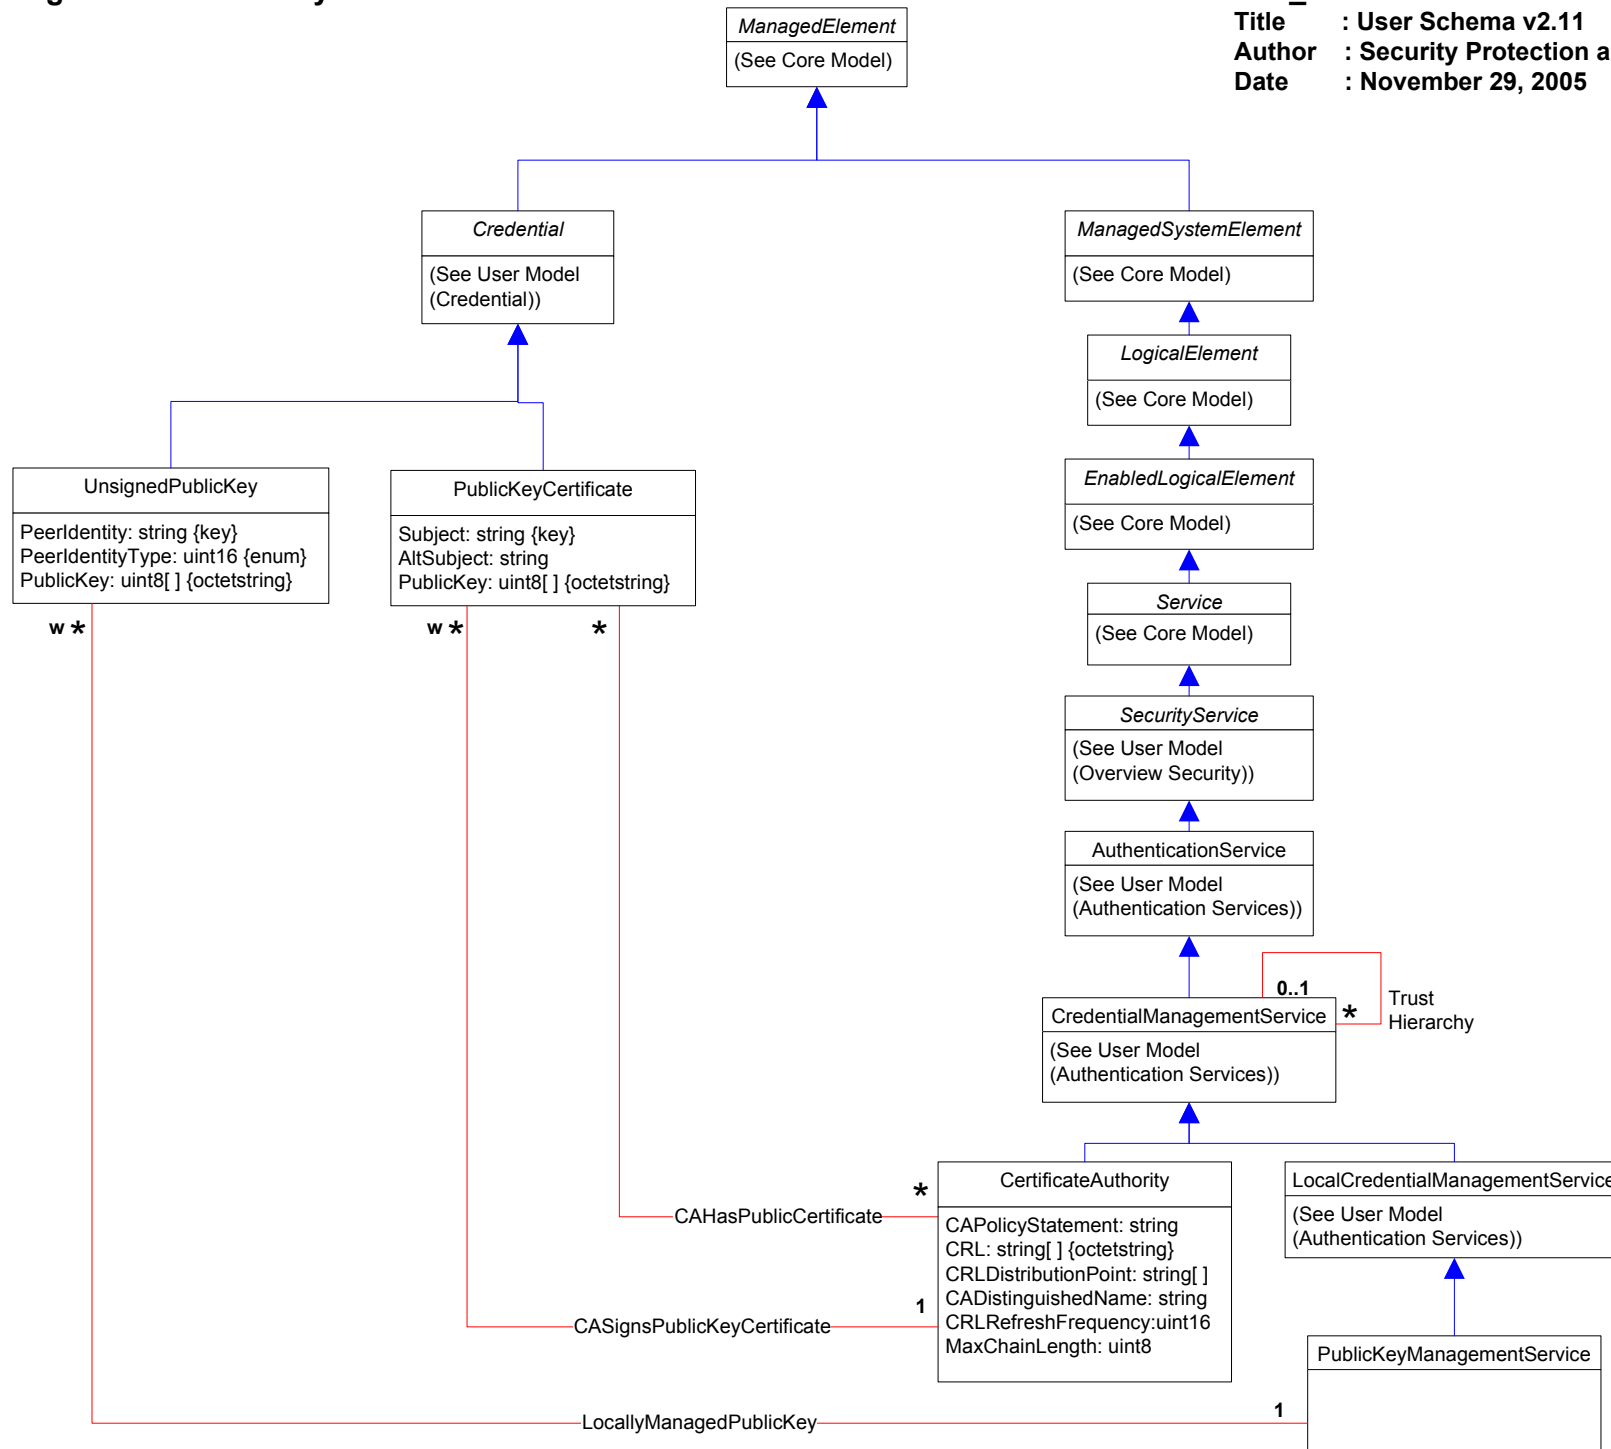 Title : User Schema v2.11
Author : Security Protection a
Date : November 29, 2005
ManagedElement
(See Core Model)
Credential
(See User Model
(Credential))
ManagedSystemElement
(See Core Model)
LogicalElement
(See Core Model)
EnabledLogicalElement
(See Core Model)
UnsignedPublicKey
PeerIdentity: string {key}
PeerIdentityType: uint16 {enum}
PublicKey: uint8[ ] {octetstring}
PublicKeyCertificate
Subject: string {key}
AltSubject: string
PublicKey: uint8[ ] {octetstring}
w *
w *
*
Service
(See Core Model)
SecurityService
(See User Model
(Overview Security))
AuthenticationService
(See User Model
(Authentication Services))
0..1
*
Trust
Hierarchy
CredentialManagementService
(See User Model
(Authentication Services))
CertificateAuthority
CAPolicyStatement: string
CRL: string[ ] {octetstring}
CRLDistributionPoint: string[ ]
CADistinguishedName: string
CRLRefreshFrequency:uint16
MaxChainLength: uint8
LocalCredentialManagementService
(See User Model
(Authentication Services))
*
CAHasPublicCertificate
1
CASignsPublicKeyCertificate
PublicKeyManagementService
1
LocallyManagedPublicKey